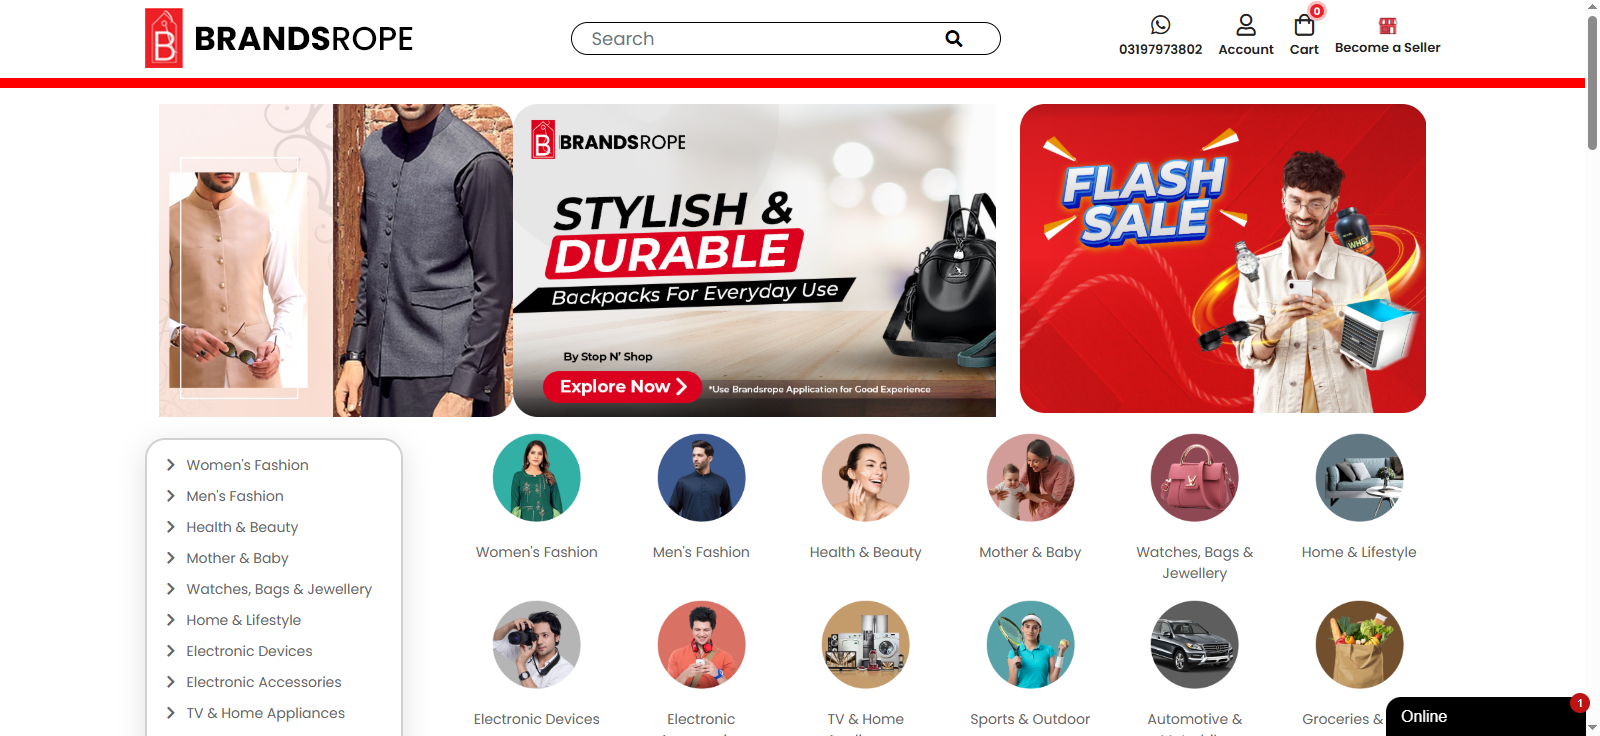 BRANDSROPE
Search
03197973802
Account
0
Cart
Become a Seller
BRANDSROPE
STYLISH &
DURABLE
Backpacks For Everyday Use
By Stop N' Shop
Explore Now
*Use Brandsrope Application for Good Experience
FLASH
SALE
WHEY
Women's Fashion
Men's Fashion
Health & Beauty
Mother & Baby
Watches, Bags & Jewellery
Home & Lifestyle
Electronic Devices
Electronic Accessories
TV & Home Appliances
Women's Fashion
Men's Fashion
Health & Beauty
Mother & Baby
Watches, Bags &
Jewellery
Home & Lifestyle
Electronic Devices
Electronic
TV & Home
Sports & Outdoor
Automotive &
Groceries &
Online
1